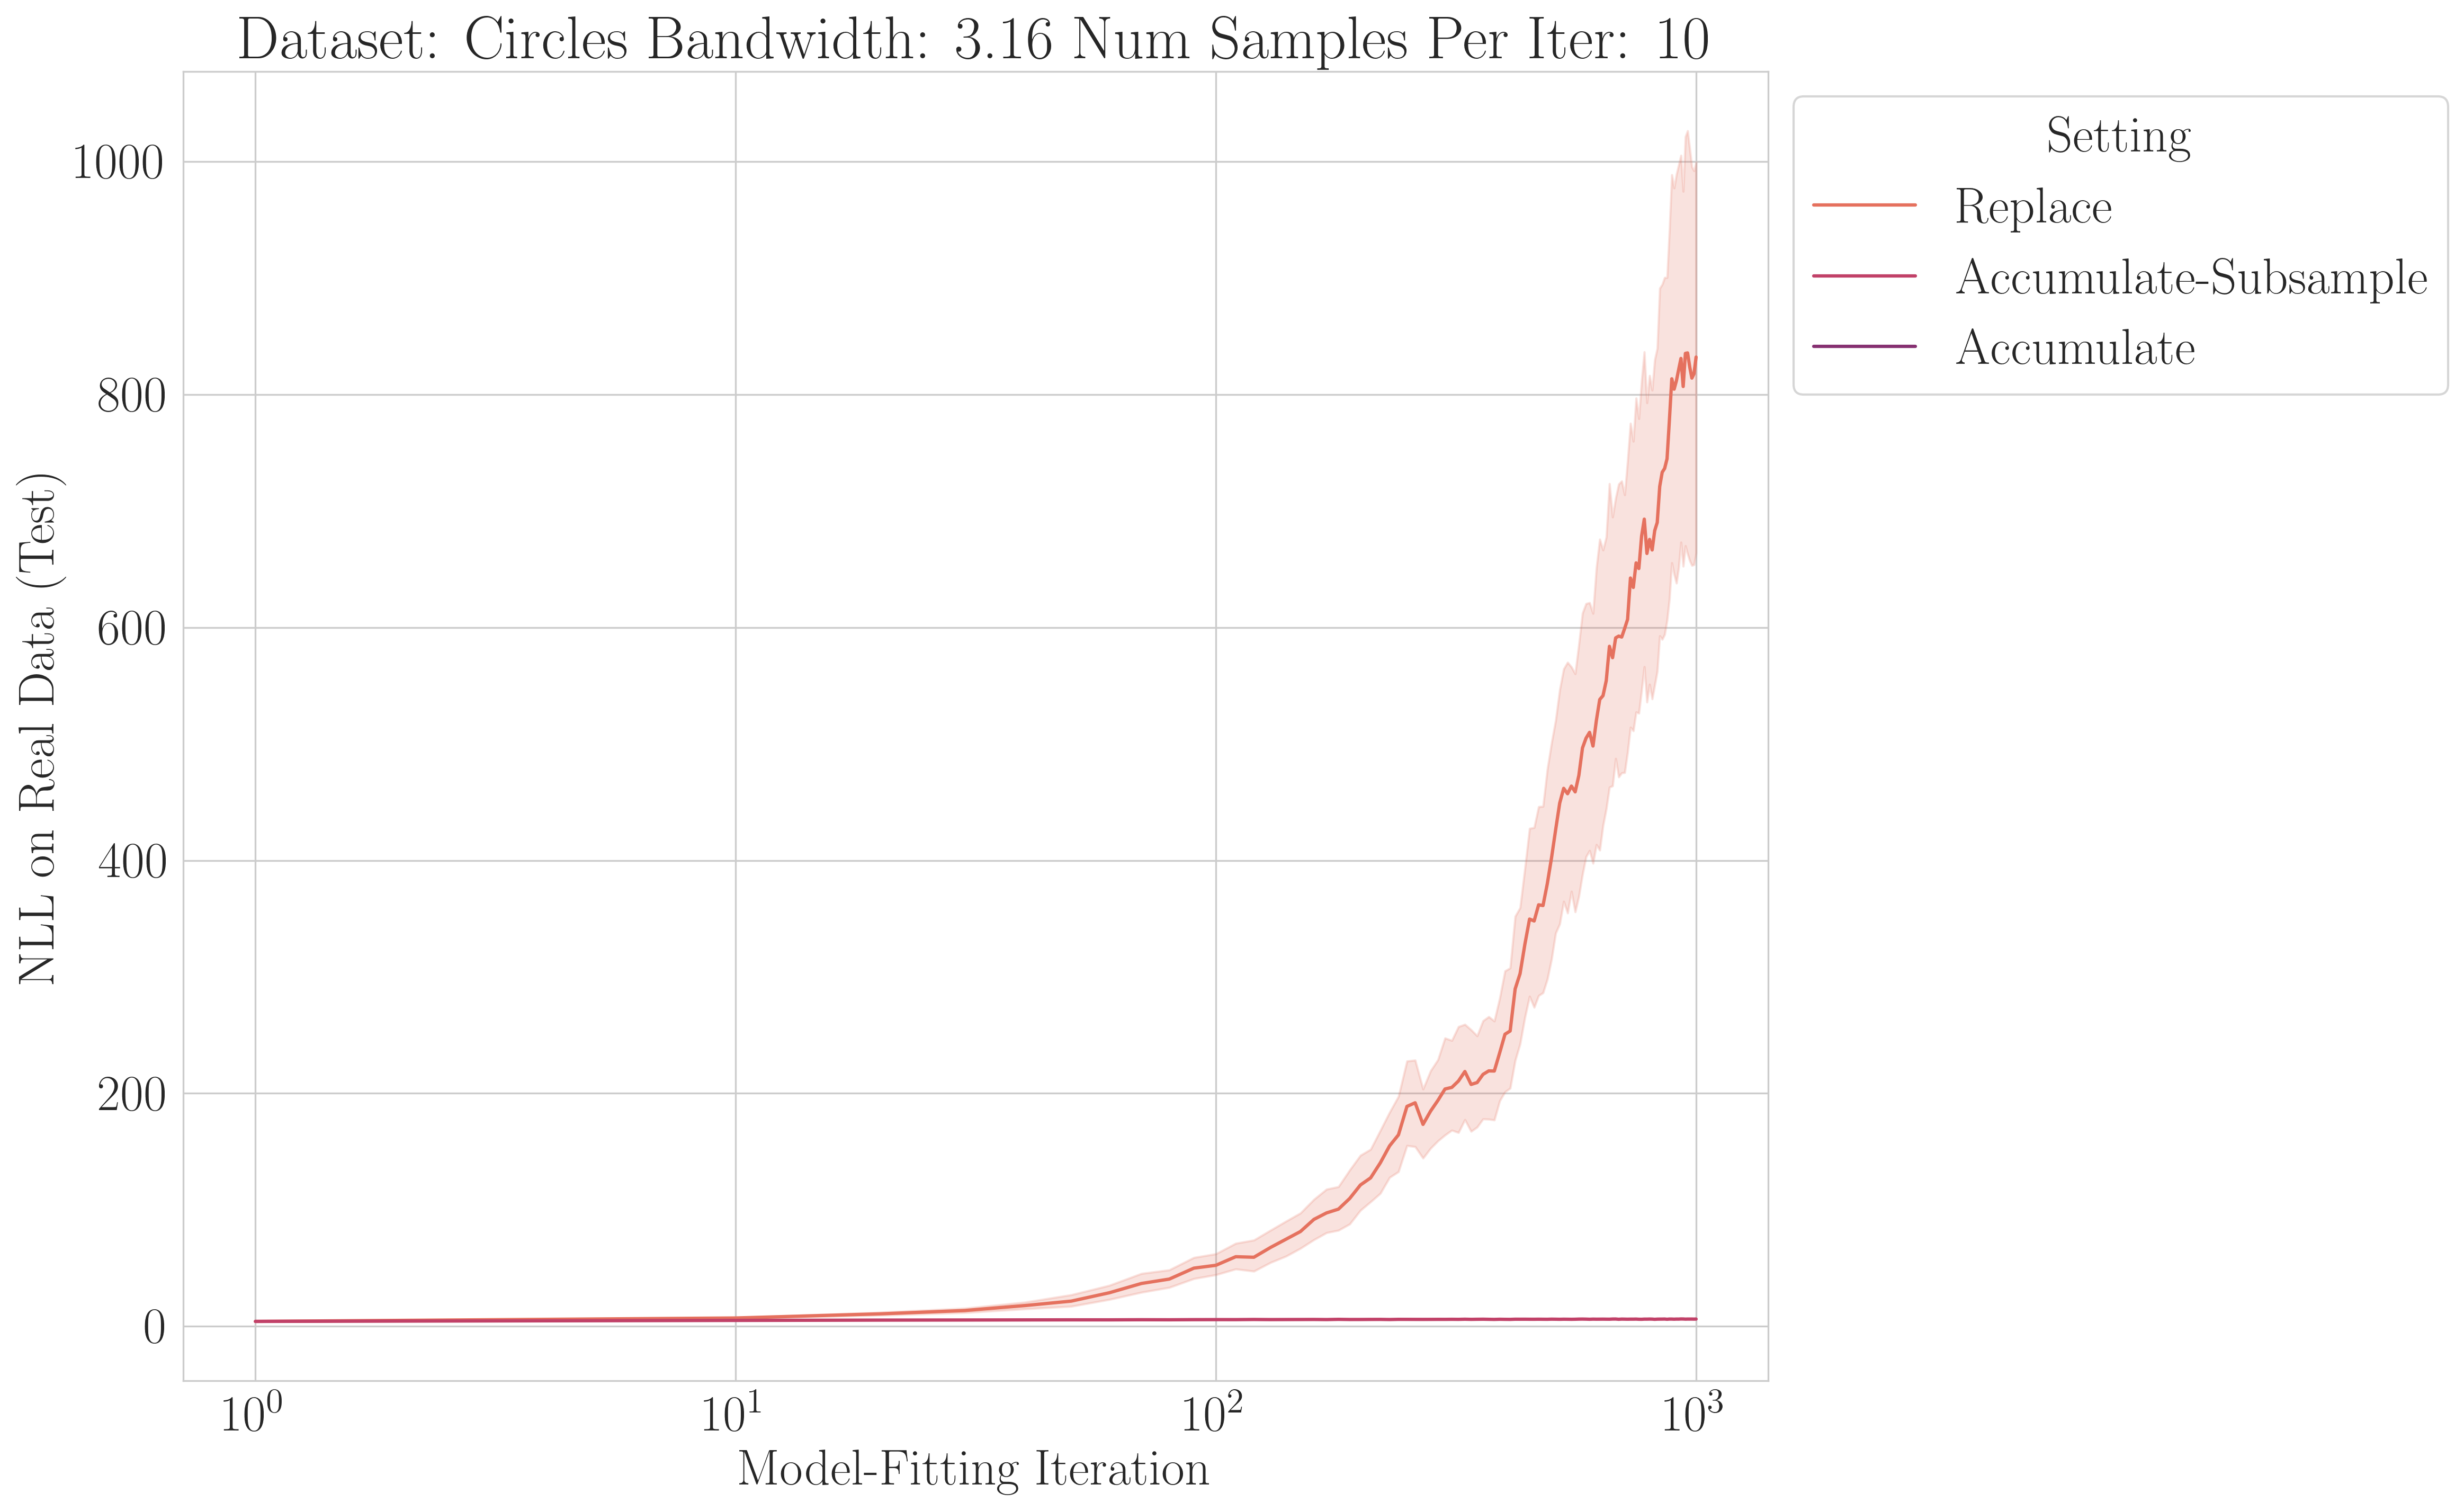 Dataset: Circles Bandwidth: 3.16 Num Samples Per Iter: 10
NLL on Real Data (Test)
1000
800
600
400
200
0
10^0 10^1 10^2 10^3
Model-Fitting Iteration
Setting
Replace
Accumulate-Subsample
Accumulate